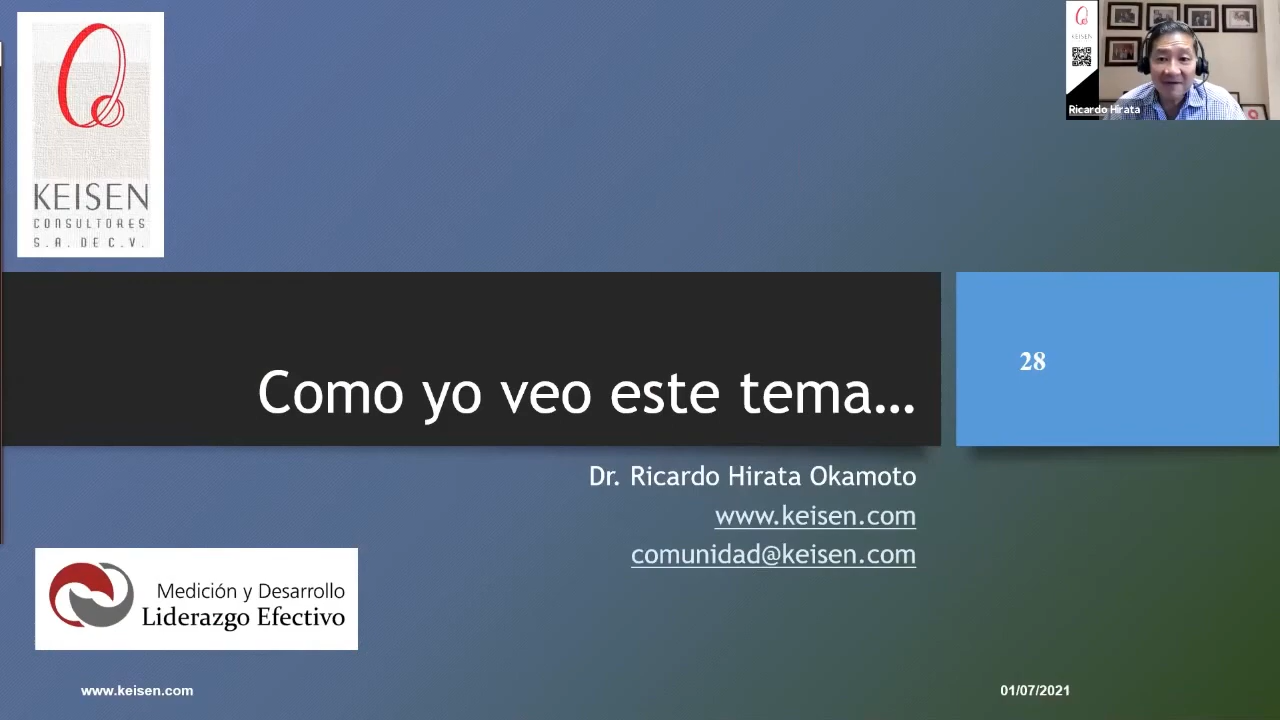 KEISEN
CONSULTORES
S.A. DE C.V.
KEISEN
Ricardo Hirata
Como yo veo este tema...
28
Dr. Ricardo Hirata Okamoto
www.keisen.com
comunidad@keisen.com
Medición y Desarrollo
Liderazgo Efectivo
www.keisen.com
01/07/2021